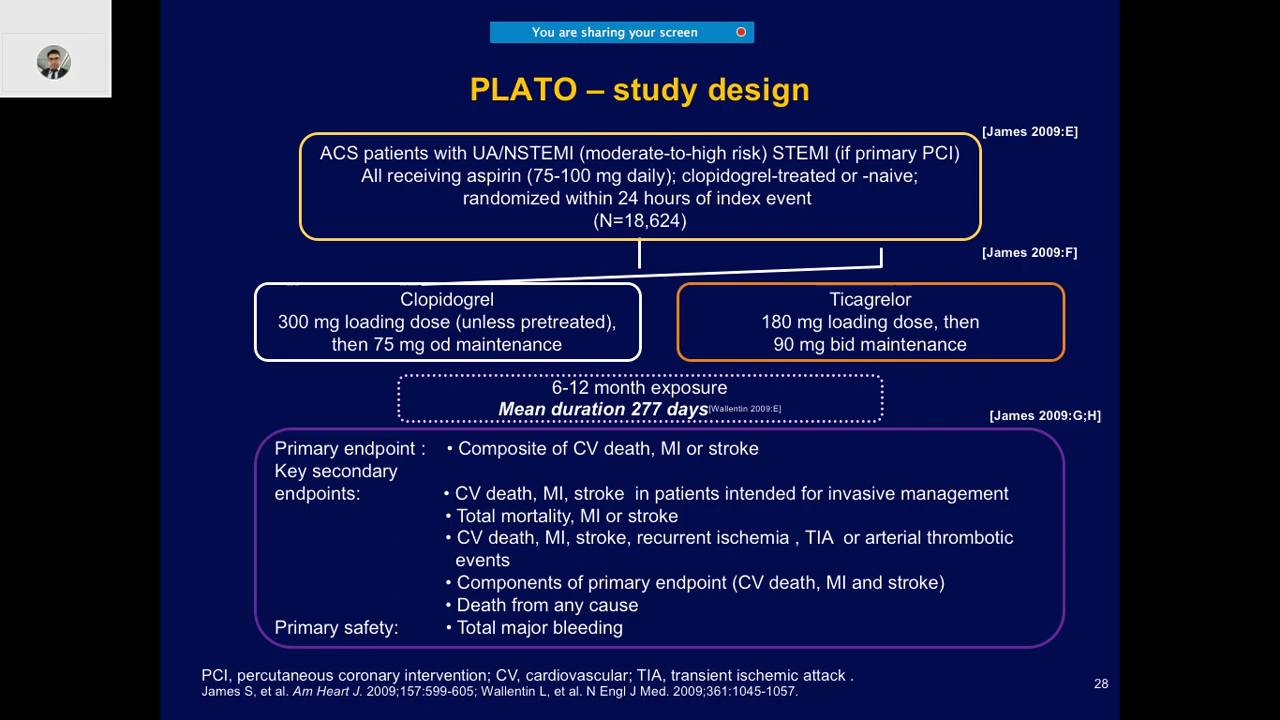 You are sharing your screen
PLATO – study design
[James 2009:E]
ACS patients with UA/NSTEMI (moderate-to-high risk) STEMI (if primary PCI)
All receiving aspirin (75-100 mg daily); clopidogrel-treated or -naive;
randomized within 24 hours of index event
(N=18,624)
[James 2009:F]
Clopidogrel
300 mg loading dose (unless pretreated),
then 75 mg od maintenance
Ticagrelor
180 mg loading dose, then
90 mg bid maintenance
6-12 month exposure
Mean duration 277 days[Wallentin 2009:E]
[James 2009:G;H]
Primary endpoint : • Composite of CV death, MI or stroke
Key secondary
endpoints: • CV death, MI, stroke in patients intended for invasive management
• Total mortality, MI or stroke
• CV death, MI, stroke, recurrent ischemia , TIA or arterial thrombotic
events
• Components of primary endpoint (CV death, MI and stroke)
• Death from any cause
Primary safety: • Total major bleeding
PCI, percutaneous coronary intervention; CV, cardiovascular; TIA, transient ischemic attack .
James S, et al. Am Heart J. 2009;157:599-605; Wallentin L, et al. N Engl J Med. 2009;361:1045-1057.
28